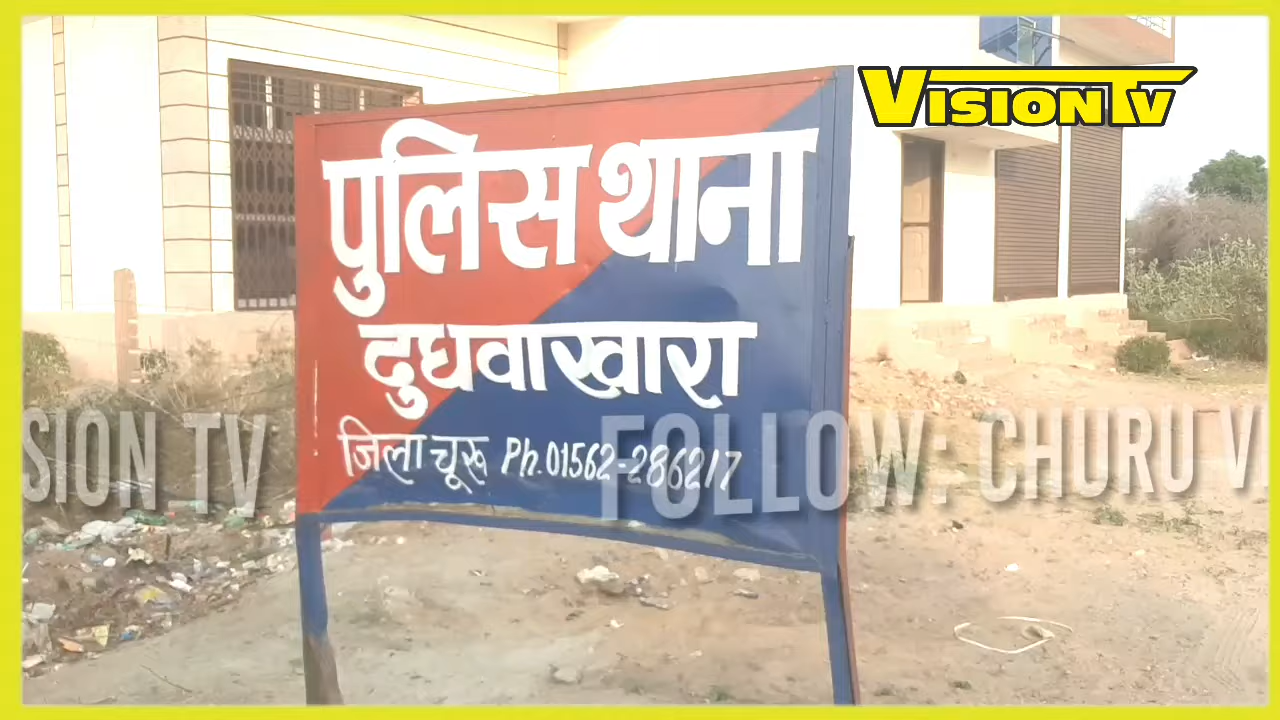 VISION TV
पुलिस थाना
दुधवाखारा
जिला चूरू Ph. 01562-286217
SION TV FOLLOW: CHURU V